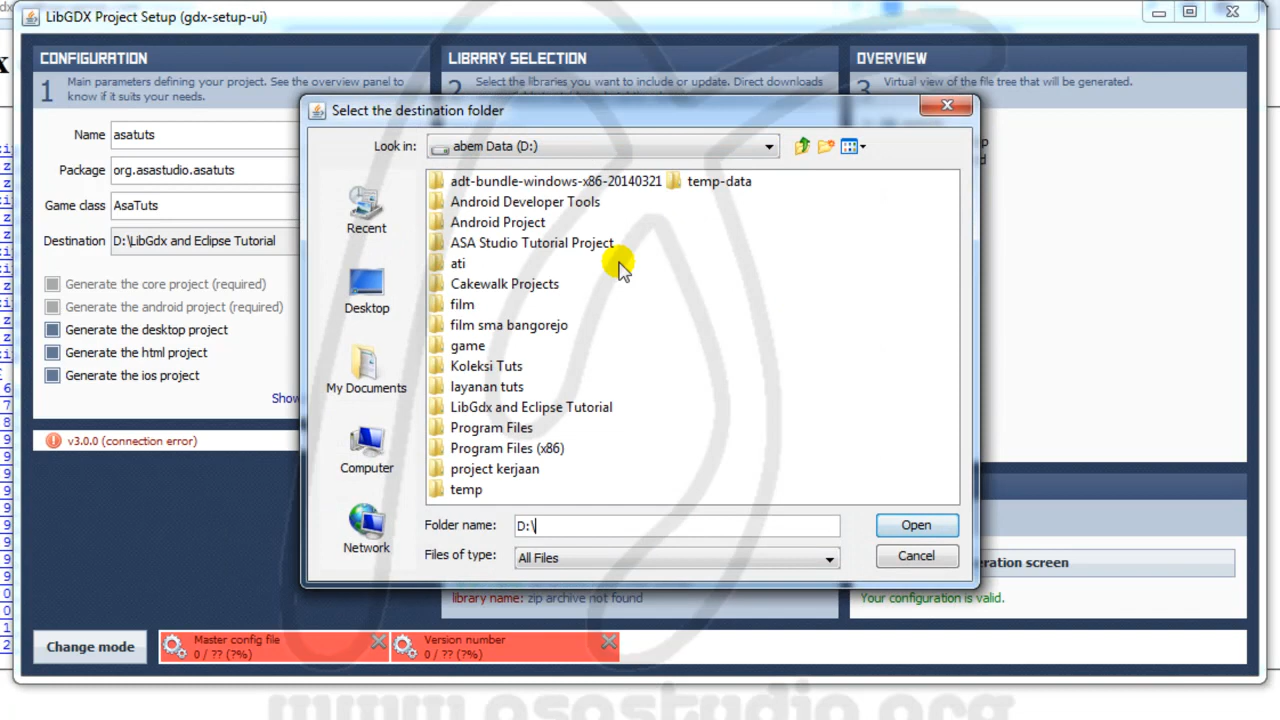 LibGDX Project Setup (gdx-setup-ui)
CONFIGURATION
1
Main parameters defining your project. See the overview panel to
know if it suits your needs.
Name
asatuts
Package
org.asastudio.asatuts
Game class
AsaTuts
Destination
D:\LibGdx and Eclipse Tutorial
Generate the core project (required)
Generate the android project (required)
Generate the desktop project
Generate the html project
Generate the ios project
Show
v3.0.0 (connection error)
LIBRARY SELECTION
2
Select the libraries you want to include or update. Direct downloads
OVERVIEW
3
Virtual view of the file tree that will be generated.
Select the destination folder
Look in:
abem Data (D:)
Recent
Desktop
My Documents
Computer
Network
adt-bundle-windows-x86-20140321
Android Developer Tools
Android Project
ASA Studio Tutorial Project
ati
Cakewalk Projects
film
film sma bangorejo
game
Koleksi Tuts
layanan tuts
LibGdx and Eclipse Tutorial
Program Files
Program Files (x86)
project kerjaan
temp
temp-data
Folder name:
D:\
Open
Files of type:
All Files
Cancel
library name: zip archive not found
eration screen
Your configuration is valid.
Change mode
Master config file
0 / ?? (?%)
Version number
0 / ?? (?%)
www.asastudio.org